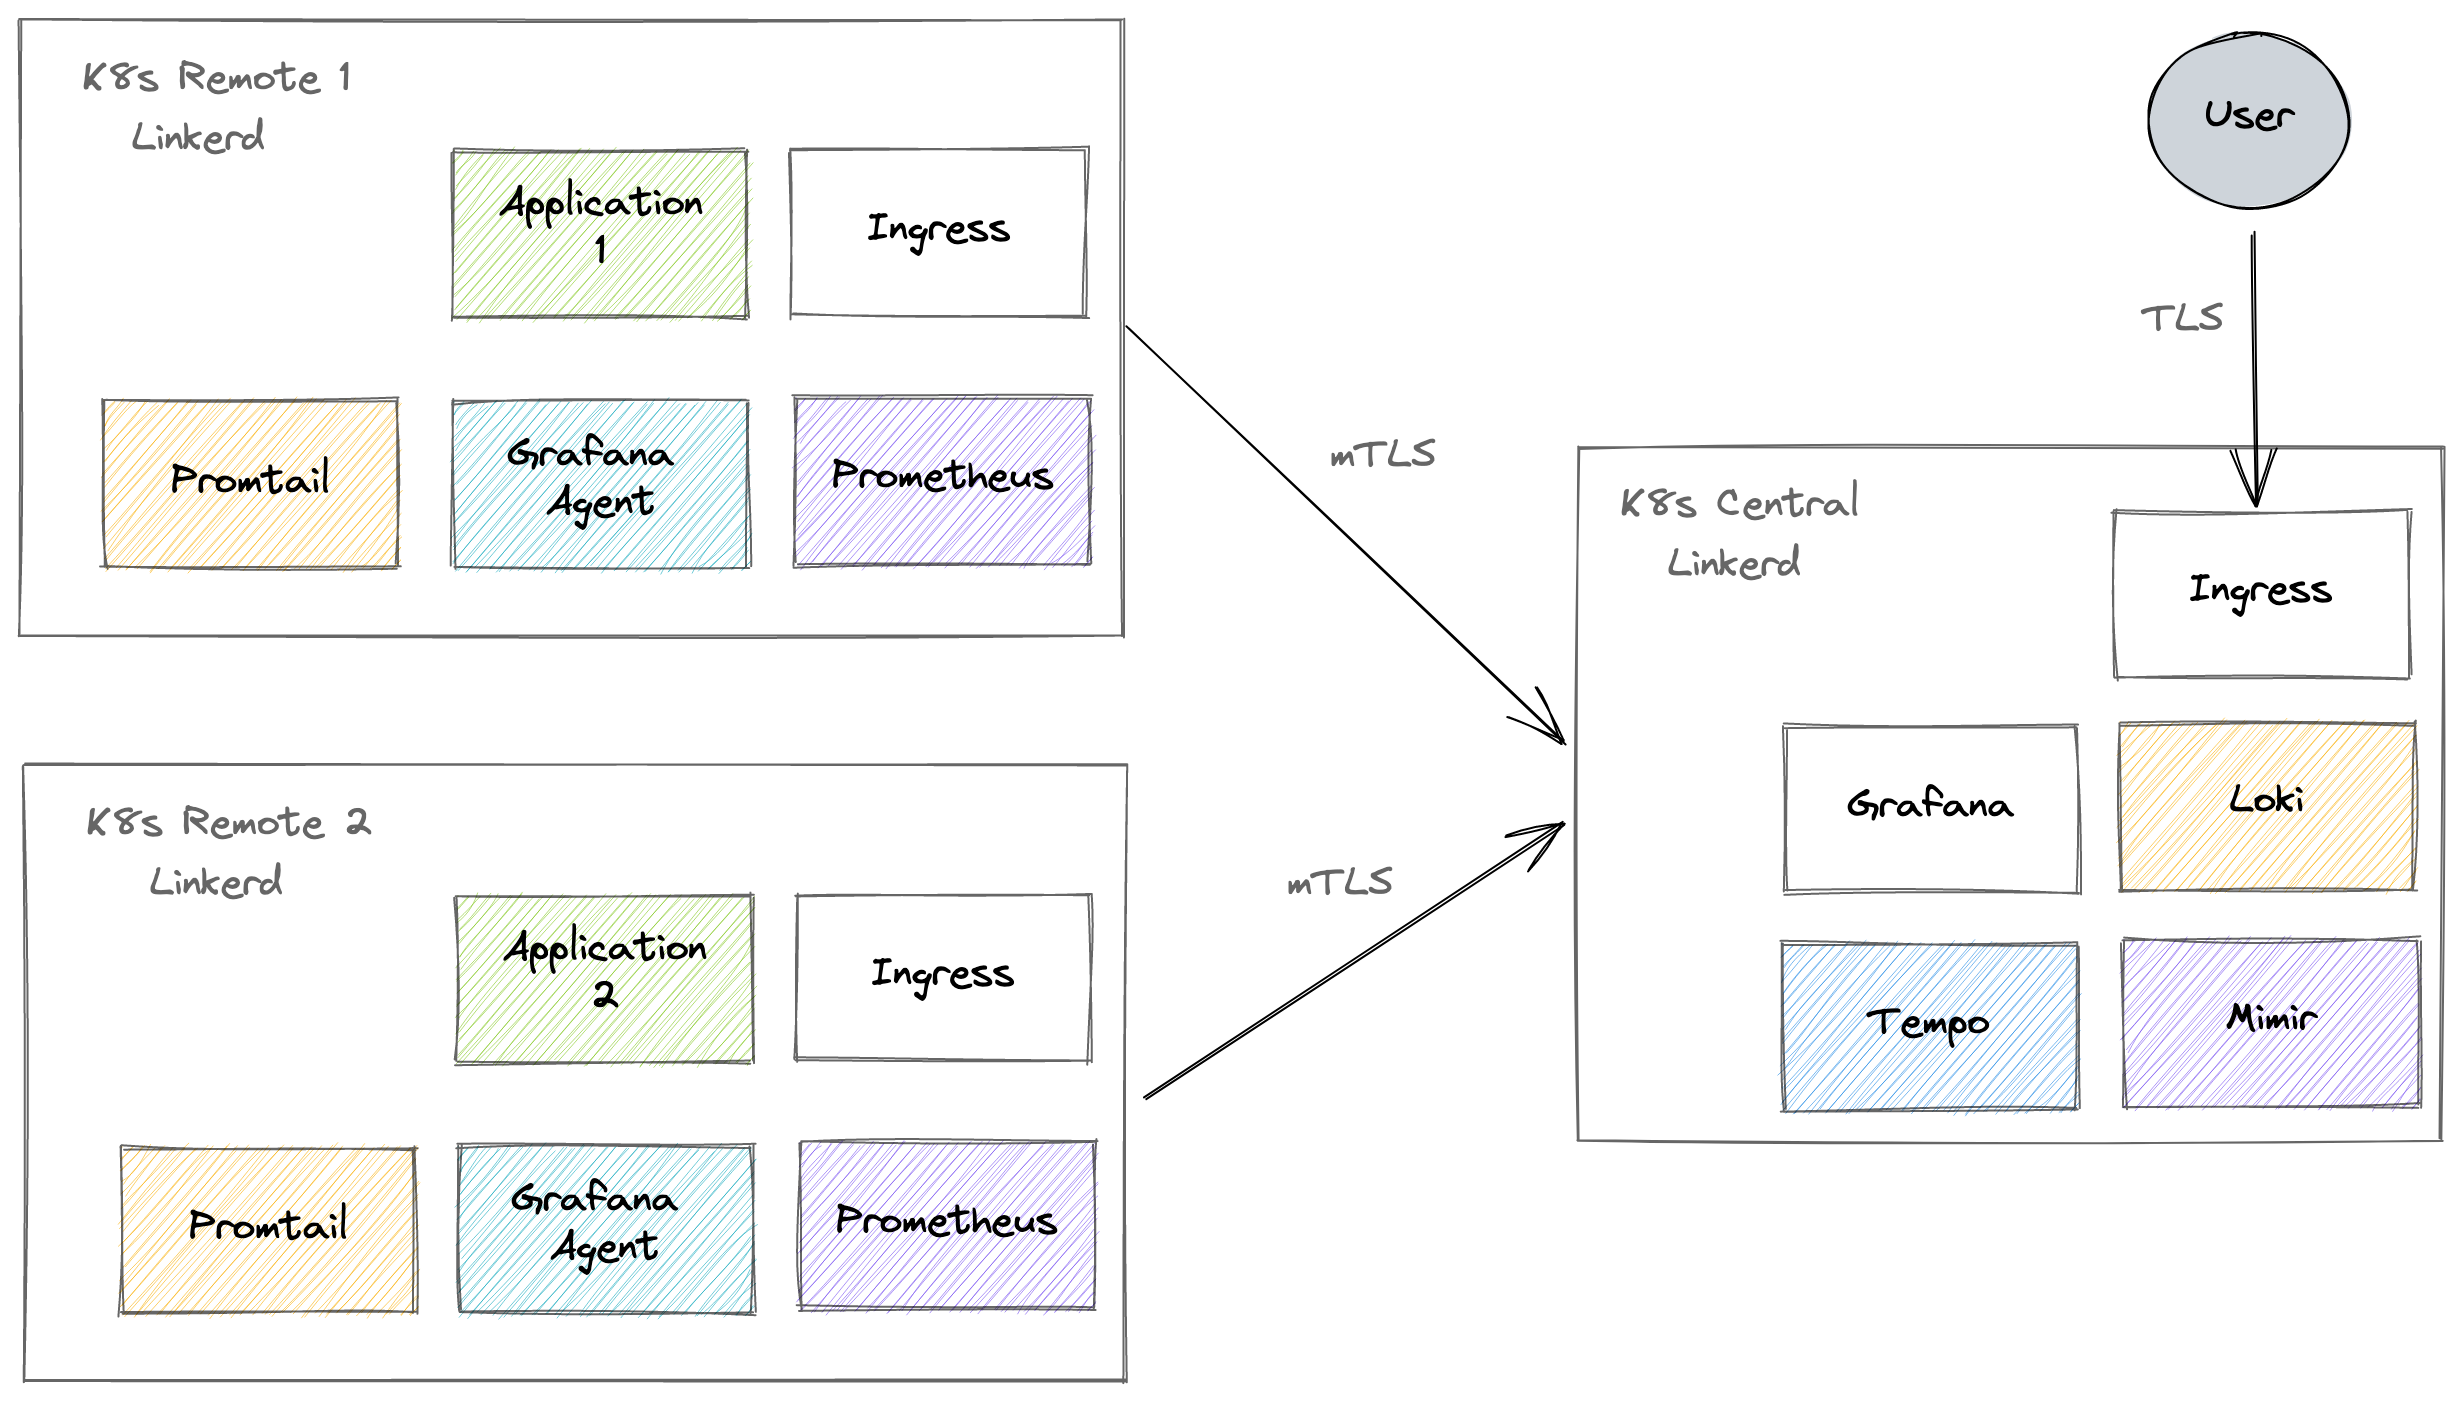 K8s Remote 1
Linkerd
Application
1
Ingress
Promtail
Grafana
Agent
Prometheus
mTLS
User
TLS
K8s Central
Linkerd
Ingress
Grafana
Loki
Tempo
Mimir
K8s Remote 2
Linkerd
Application
2
Ingress
Promtail
Grafana
Agent
Prometheus
mTLS